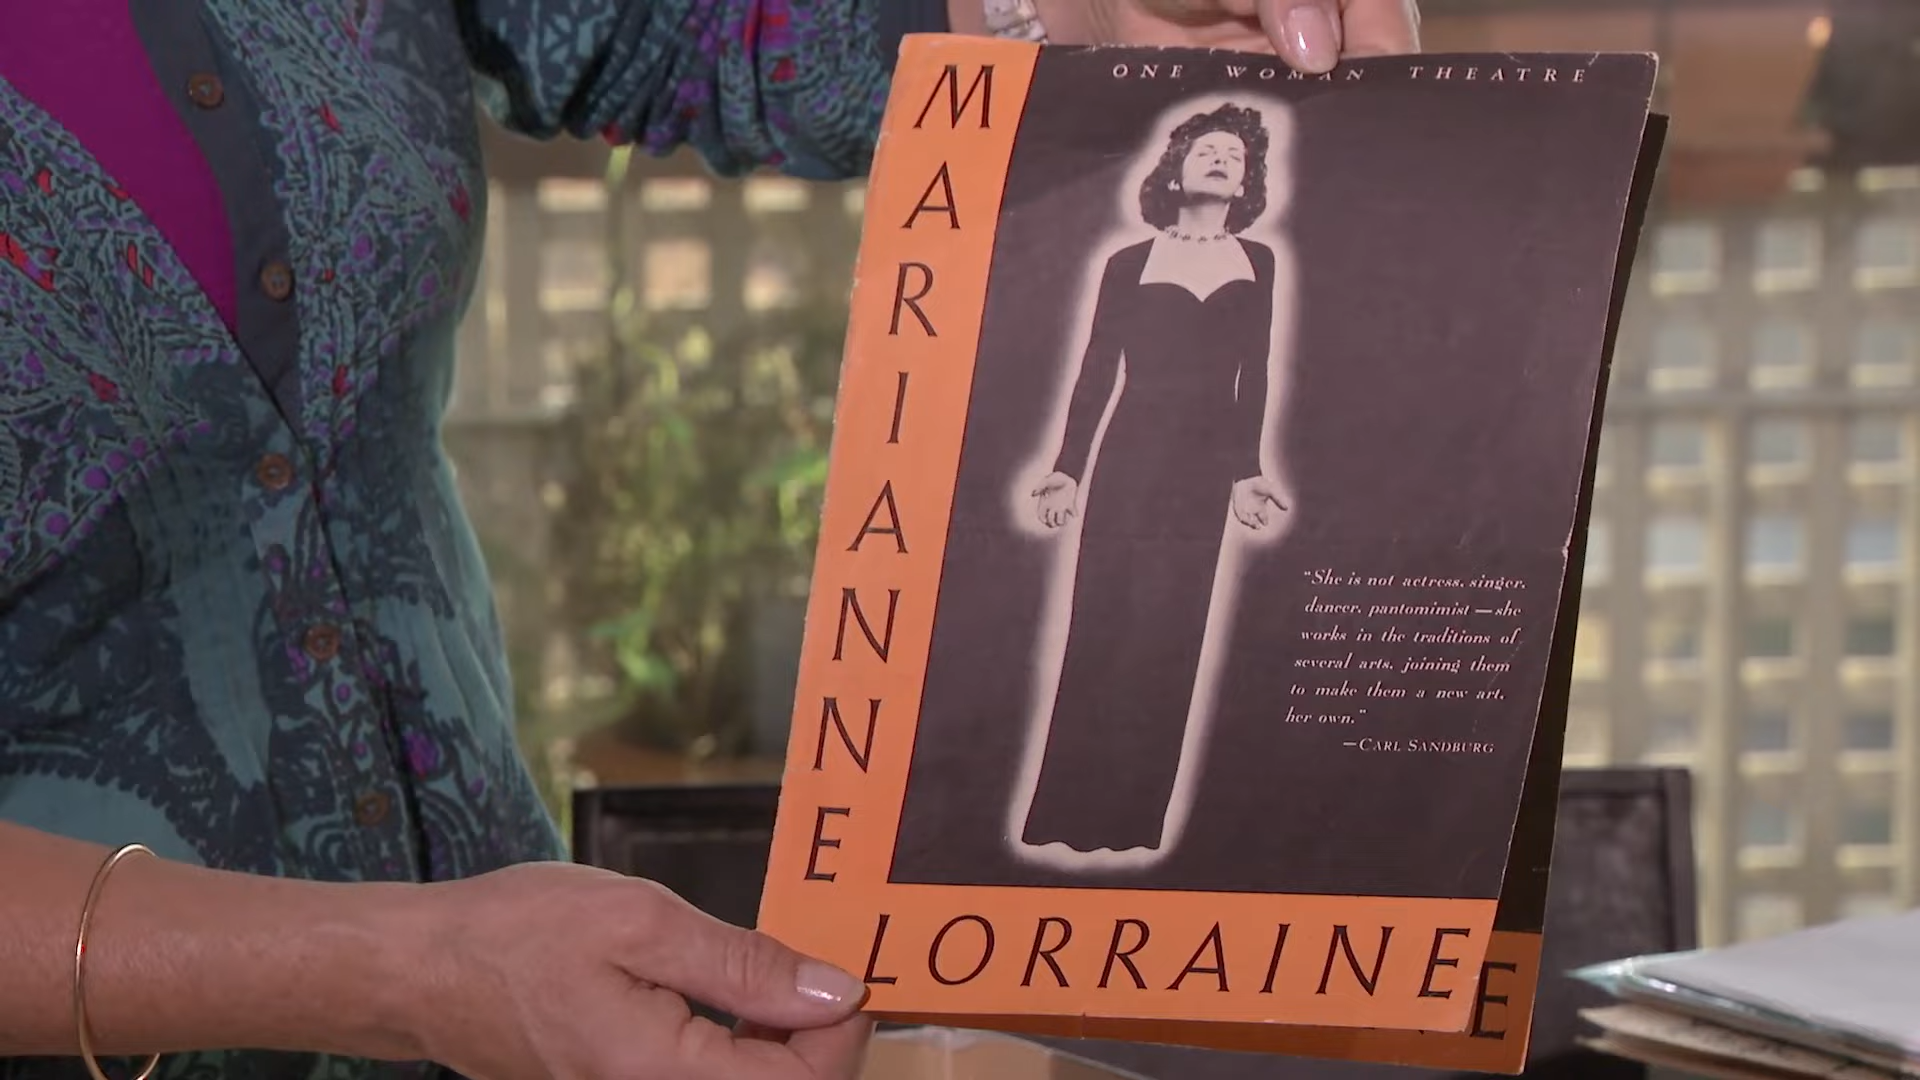 ONE WOMAN THEATRE
MARIANNE
LORRAINE
"She is not actress, singer,
dancer, pantomimist — she
works in the traditions of
several arts, joining them
to make them a new art,
her own."
—CARL SANDBURG
NE